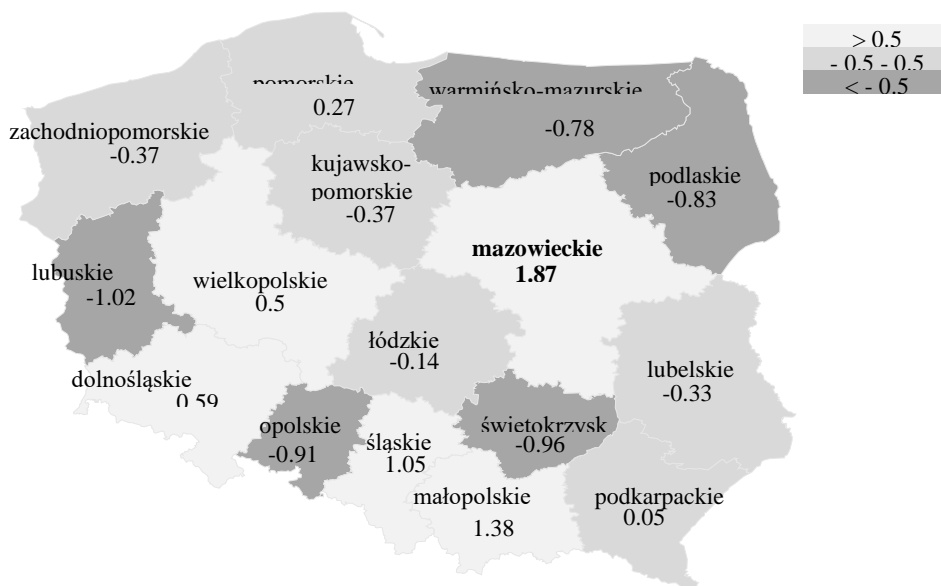 > 0.5
- 0.5 - 0.5
< - 0.5
pomorskie
0.27
warmińsko-mazurskie
-0.78
zachodniopomorskie
-0.37
kujawsko-
pomorskie
-0.37
podlaskie
-0.83
mazowieckie
1.87
lubuskie
-1.02
wielkopolskie
0.5
łódzkie
-0.14
lubelskie
-0.33
dolnośląskie
0.59
opolskie
-0.91
śląskie
1.05
świętokrzysk
-0.96
małopolskie
1.38
podkarpackie
0.05